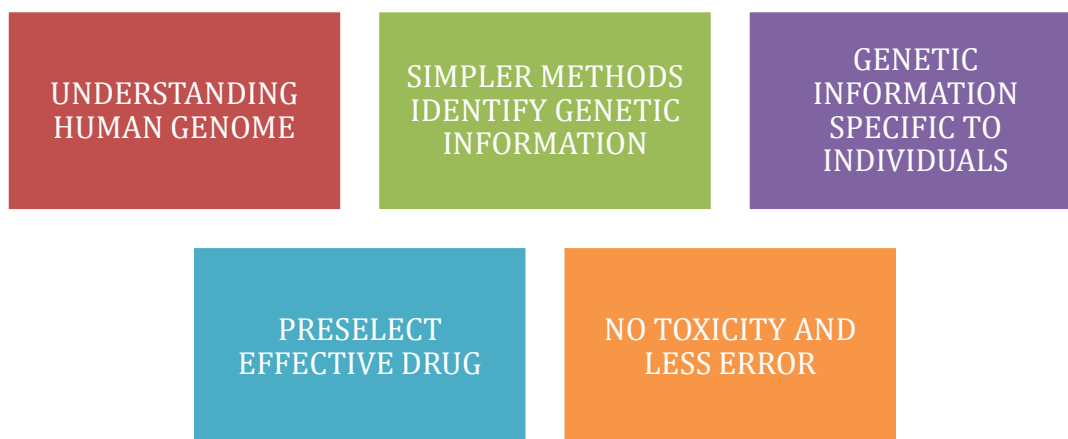 UNDERSTANDING
HUMAN GENOME
SIMPLER METHODS
IDENTIFY GENETIC
INFORMATION
GENETIC
INFORMATION
SPECIFIC TO
INDIVIDUALS
PRESELECT
EFFECTIVE DRUG
NO TOXICITY AND
LESS ERROR